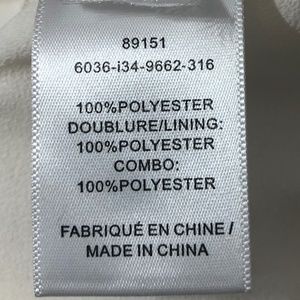 89151
6036-i34-9662-316
100%POLYESTER
DOUBLURE/LINING:
100%POLYESTER
COMBO:
100%POLYESTER
FABRIQUÉ EN CHINE /
MADE IN CHINA